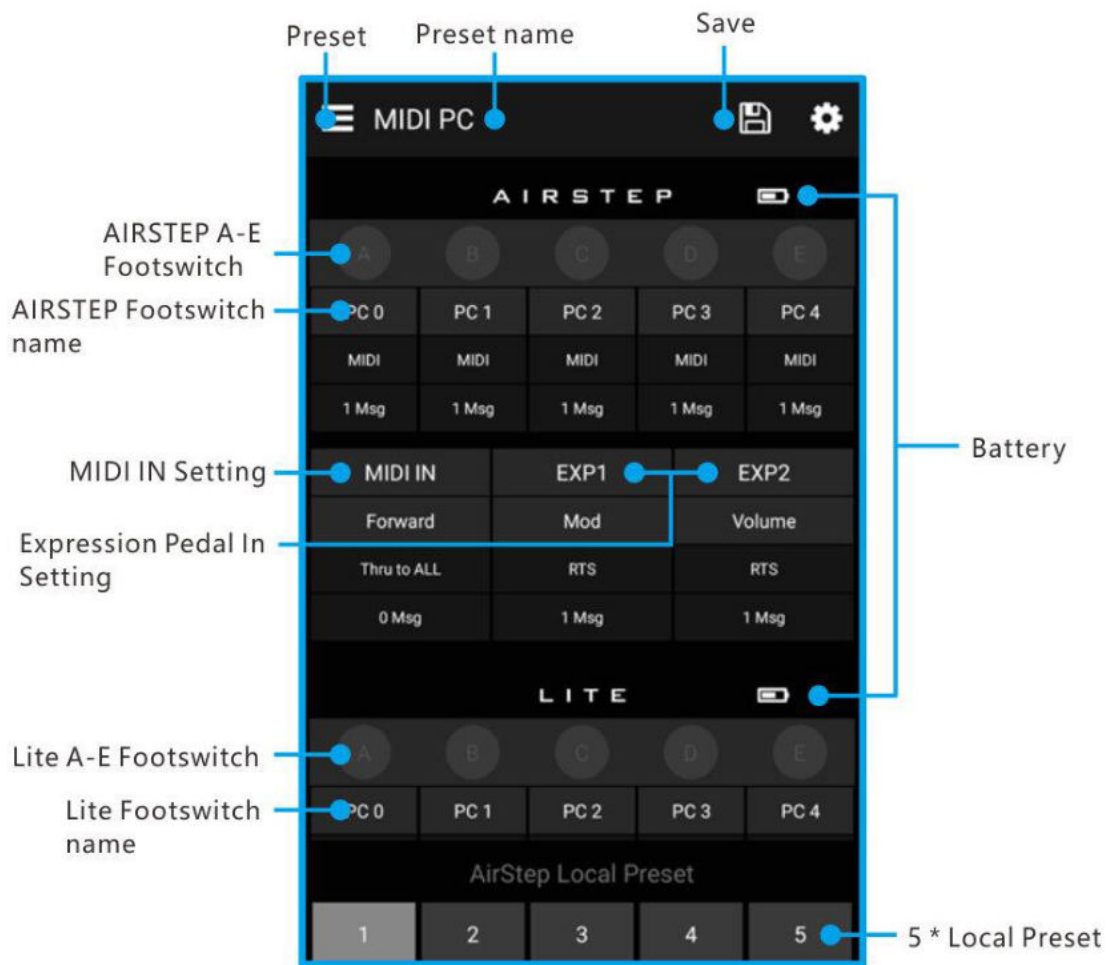 Preset
Preset name
Save
MIDI PC
AIRSTEP
AIRSTEP A-E
Footswitch
A B C D E
AIRSTEP Footswitch
name
PC 0 PC 1 PC 2 PC 3 PC 4
MIDI MIDI MIDI MIDI MIDI
1 Msg 1 Msg 1 Msg 1 Msg 1 Msg
Battery
MIDI IN Setting
MIDI IN EXP1 EXP2
Forward Mod Volume
Expression Pedal In
Setting
Thru to ALL RTS RTS
0 Msg 1 Msg 1 Msg
LITE
Lite A-E Footswitch
A B C D E
Lite Footswitch
name
PC 0 PC 1 PC 2 PC 3 PC 4
AirStep Local Preset
1 2 3 4 5
5 * Local Preset